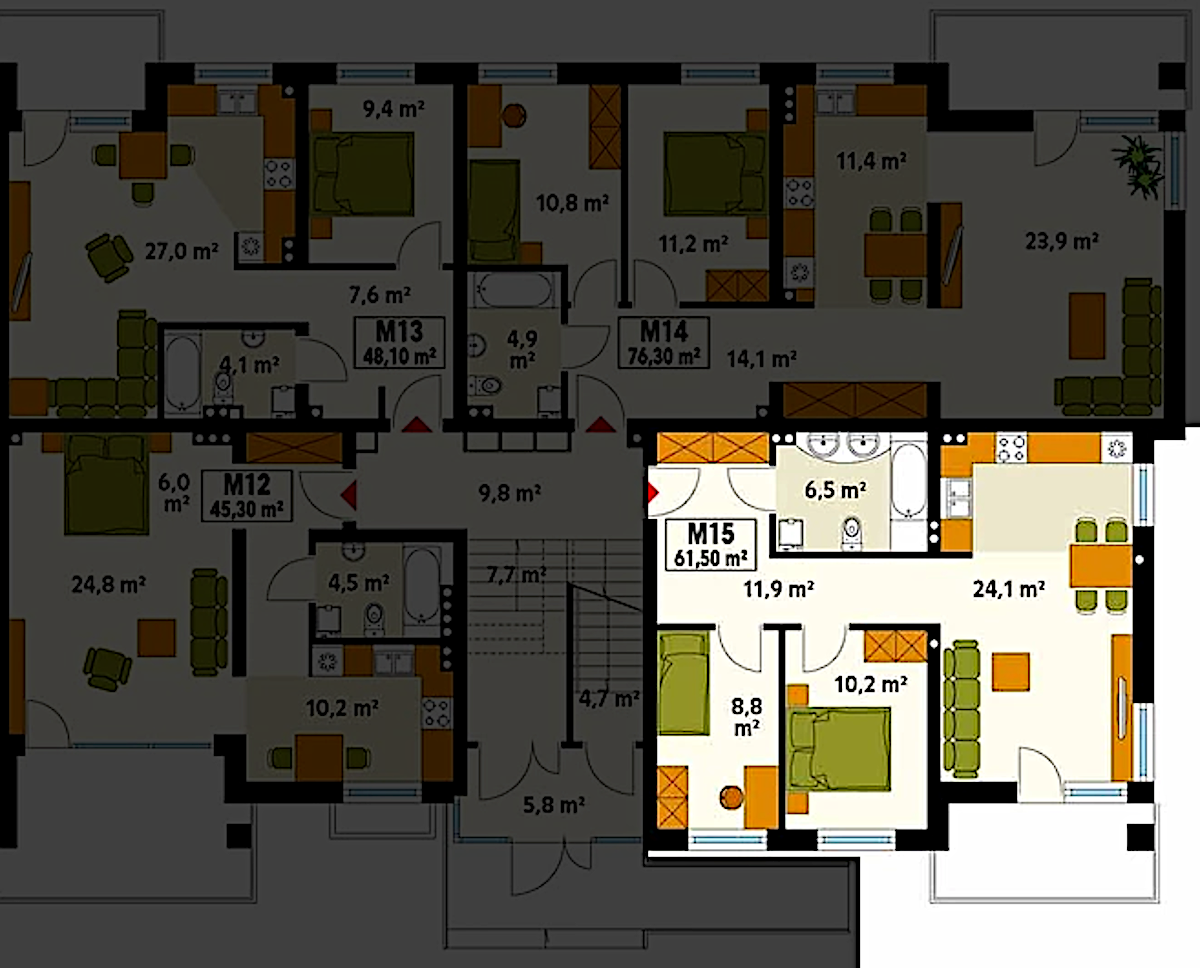 9,4 m²
10,8 m²
11,2 m²
11,4 m²
23,9 m²
27,0 m²
7,6 m²
M13
48,10 m²
4,1 m²
4,9
m²
M14
76,30 m²
14,1 m²
6,0
m²
M12
45,30 m²
9,8 m²
6,5 m²
M15
61,50 m²
24,8 m²
4,5 m²
7,7 m²
11,9 m²
24,1 m²
10,2 m²
4,7 m²
8,8
m²
10,2 m²
5,8 m²